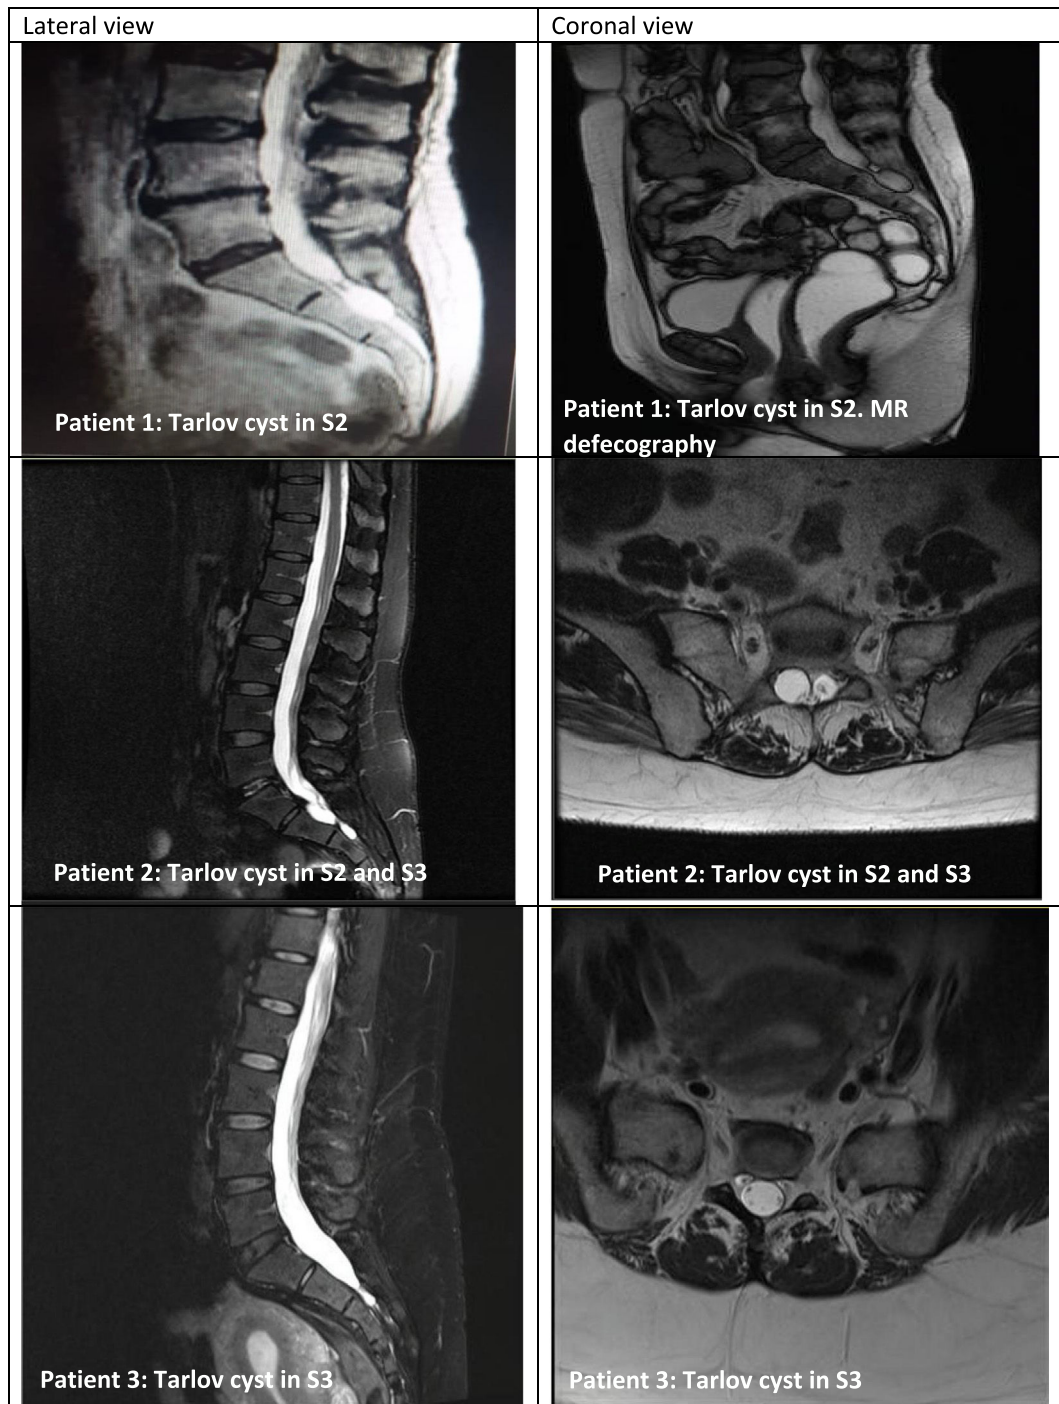 Lateral view
Coronal view
Patient 1: Tarlov cyst in S2
Patient 1: Tarlov cyst in S2. MR
defecography
Patient 2: Tarlov cyst in S2 and S3
Patient 2: Tarlov cyst in S2 and S3
Patient 3: Tarlov cyst in S3
Patient 3: Tarlov cyst in S3